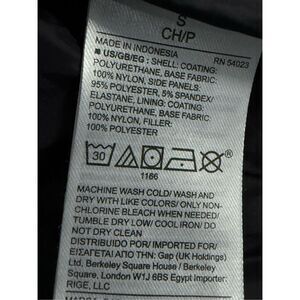 S
CH/P
MADE IN INDONESIA
RN 54023
■ US/GB/EG : SHELL: COATING:
POLYURETHANE, BASE FABRIC:
100% NYLON, SIDE PANELS:
95% POLYESTER, 5% SPANDEX/
ELASTANE, LINING: COATING:
POLYURETHANE, BASE FABRIC:
100% NYLON, FILLER:
100% POLYESTER
30
1166
MACHINE WASH COLD/ WASH AND
DRY WITH LIKE COLORS/ ONLY NON-
CHLORINE BLEACH WHEN NEEDED/
TUMBLE DRY LOW/ COOL IRON/ DO
NOT DRY CLEAN
DISTRIBUIDO POR/ IMPORTED BY/
ΕΙΣΑΓΕΤΑΙ ΑΠΟ ΤΗΝ: Gap (UK Holdings)
Ltd, Berkeley Square House / Berkeley
Square, London W1J 6BS Egypt Importer:
RIGE, LLC